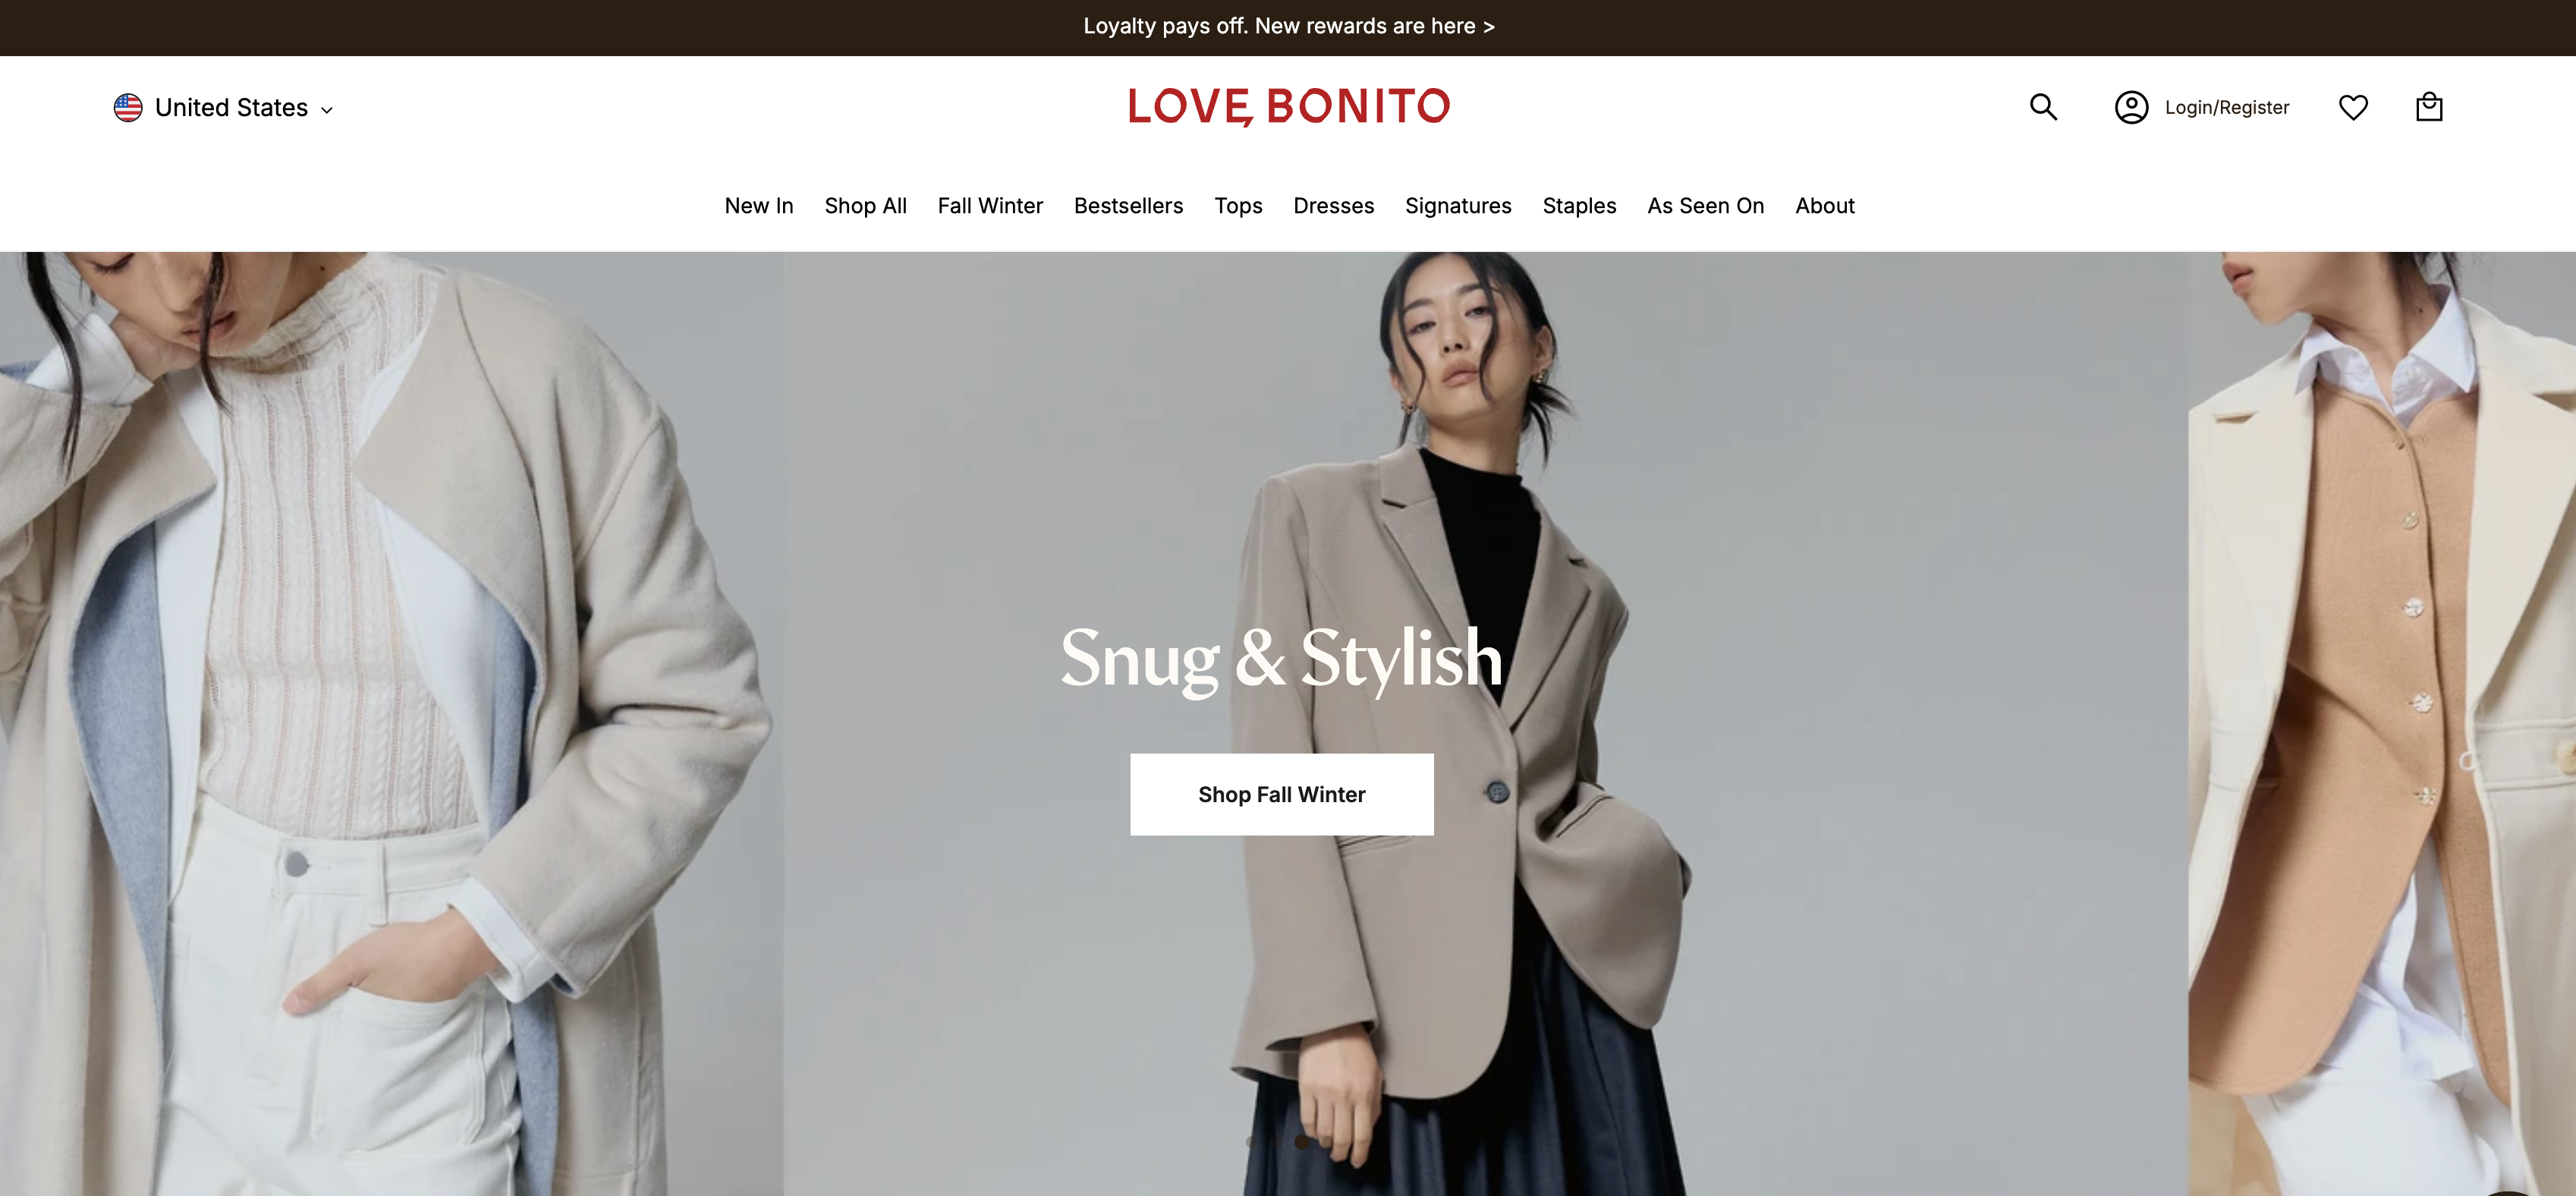 Loyalty pays off. New rewards are here >
United States
LOVE, BONITO
Login/Register
New In Shop All Fall Winter Bestsellers Tops Dresses Signatures Staples As Seen On About
Snug & Stylish
Shop Fall Winter